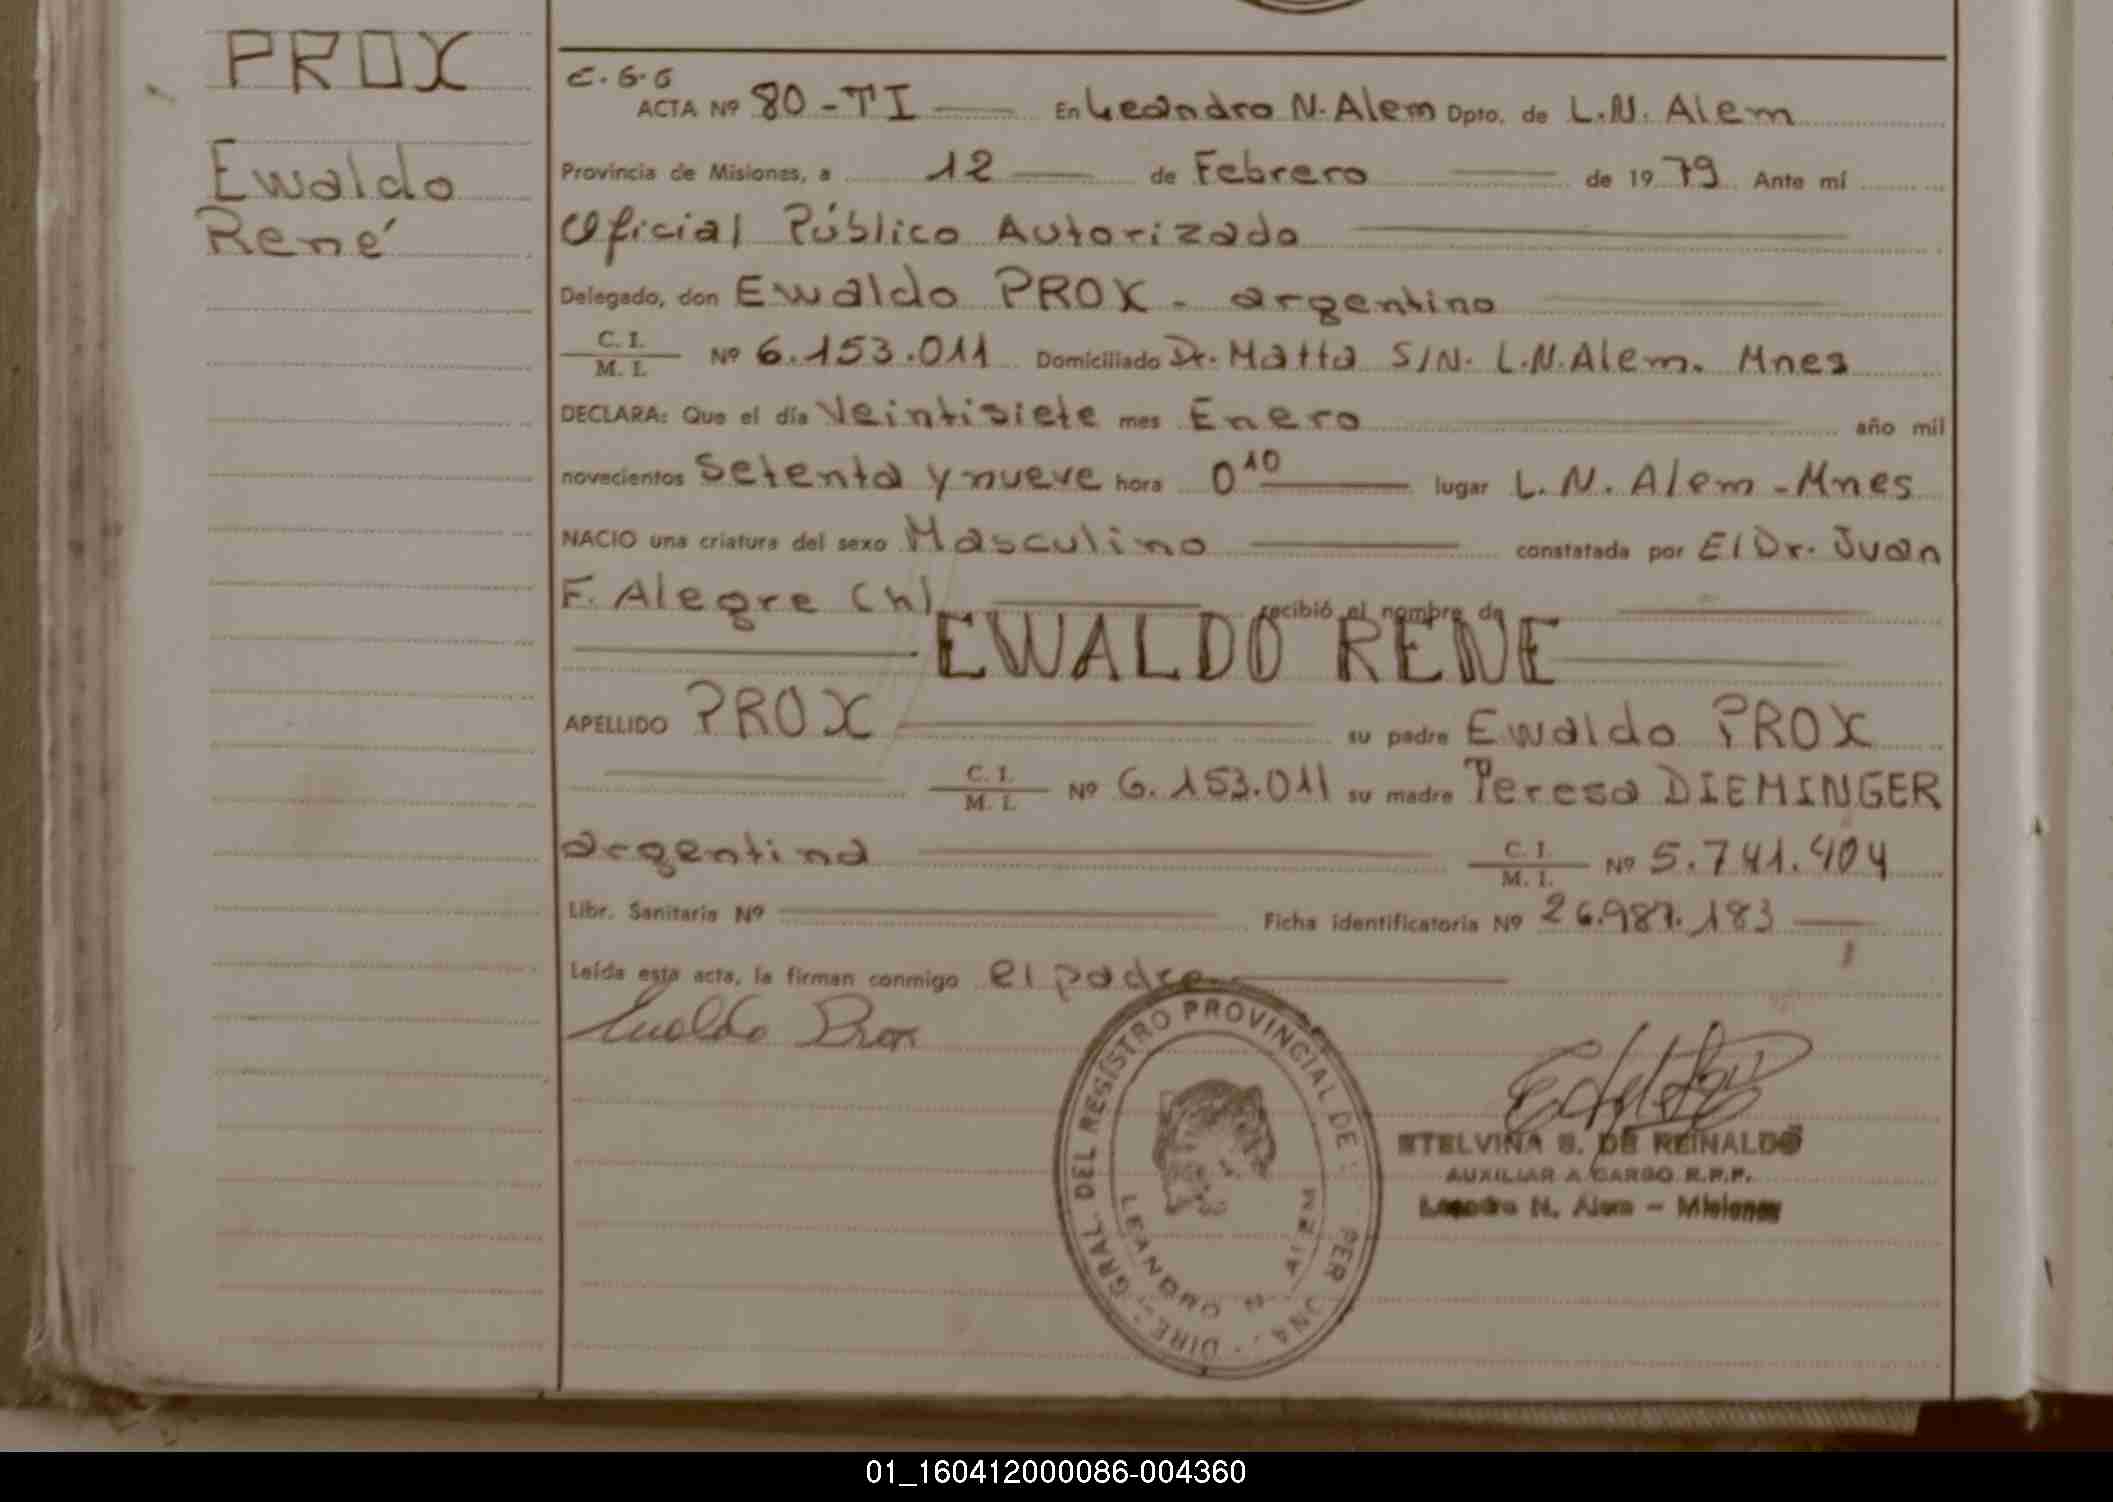 PROX
Ewaldo
René
E.G.G
ACTA Nº 80-TI En Leandro N. Alem Dpto. de L.N. Alem
Provincia de Misiones, a 12 de Febrero de 1979 Ante mí
Oficial Público Autorizado
Delegado, don Ewaldo PROX - argentino
C. I. / M. I. Nº 6.153.011 Domiciliado Dr. Matta S/N. L.N.Alem. Mnes
DECLARA: Que el día Veintisiete mes Enero año mil
novecientos Setenta y nueve hora 0 10 lugar L. N. Alem - Mnes
NACIO una criatura del sexo Masculino constatada por El Dr. Juan
F. Alegre Chl recibió el nombre de
EWALDO RENE
APELLIDO PROX su padre Ewaldo PROX
C. I. / M. I. Nº 6.153.011 su madre Teresa DIEMINGER
argentina C. I. / M. I. Nº 5.741.404
Libr. Sanitaria Nº Ficha identificatoria Nº 26.987.183
Leída esta acta, la firman conmigo el padre
Ewaldo Prox
DIRE. GRAL. DEL REGISTRO PROVINCIAL DE PERSONAS
LEANDRO N. ALEM
ETELVINA S. DE REINALDO
AUXILIAR A CARGO R.P.P.
Leandro N. Alem - Misiones
01_160412000086-004360